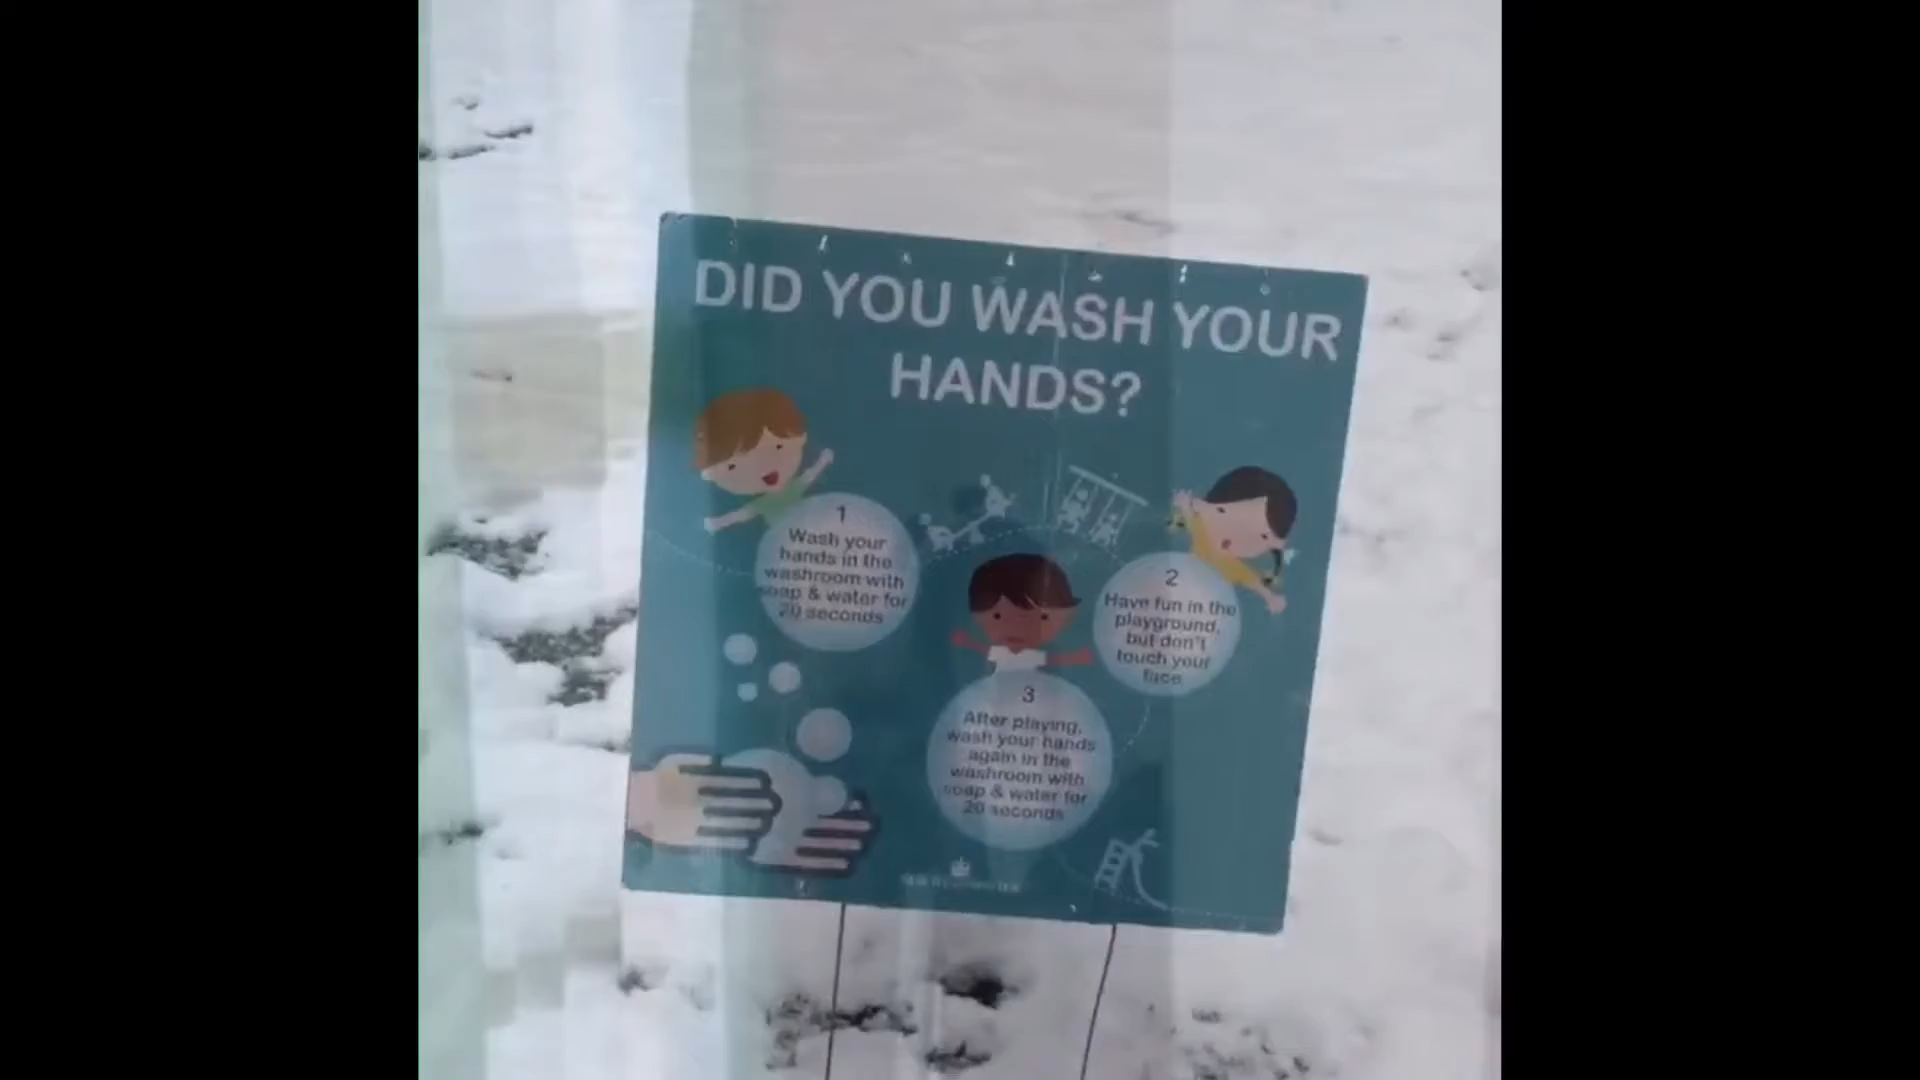 DID YOU WASH YOUR
HANDS?
1
Wash your
hands in the
washroom with
soap & water for
20 seconds
2
Have fun in the
playground,
but don't
touch your
face
3
After playing,
wash your hands
again in the
washroom with
soap & water for
20 seconds